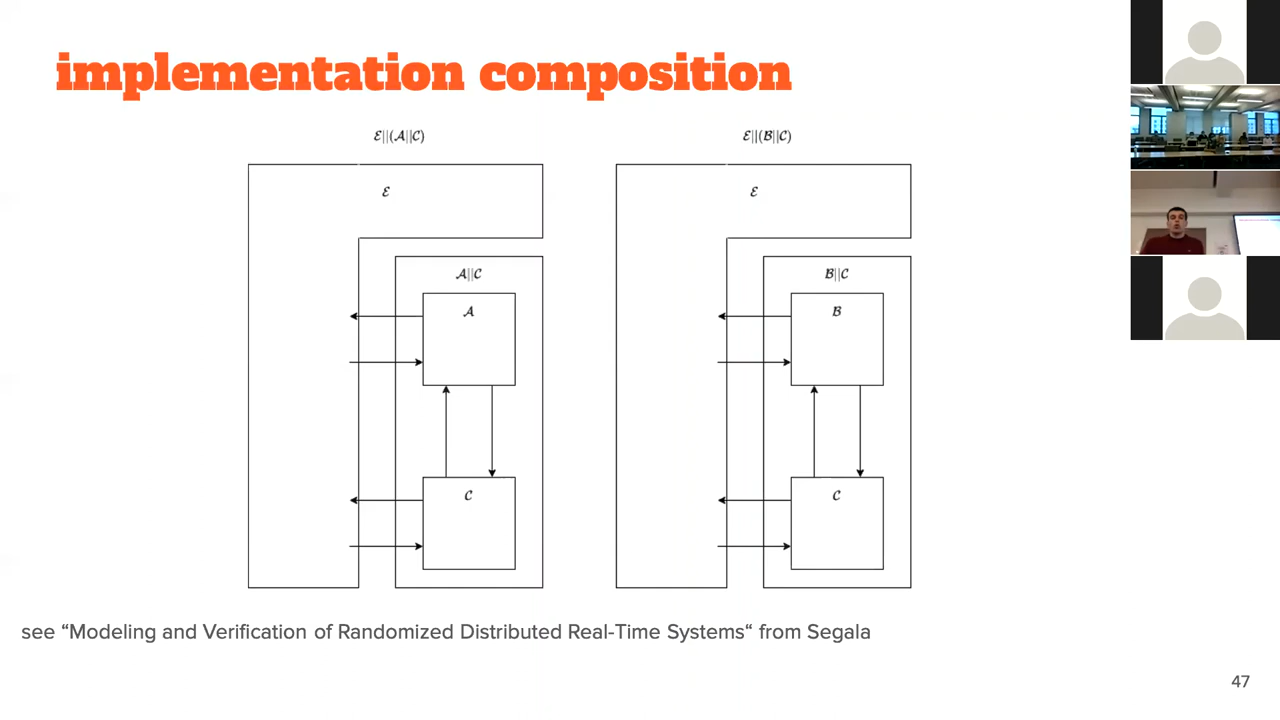 implementation composition
ℰ||(𝒜||𝒞)
ℰ||(ℬ||𝒞)
ℰ
ℰ
𝒜||𝒞
ℬ||𝒞
𝒜
ℬ
𝒞
𝒞
see “Modeling and Verification of Randomized Distributed Real-Time Systems“ from Segala
47